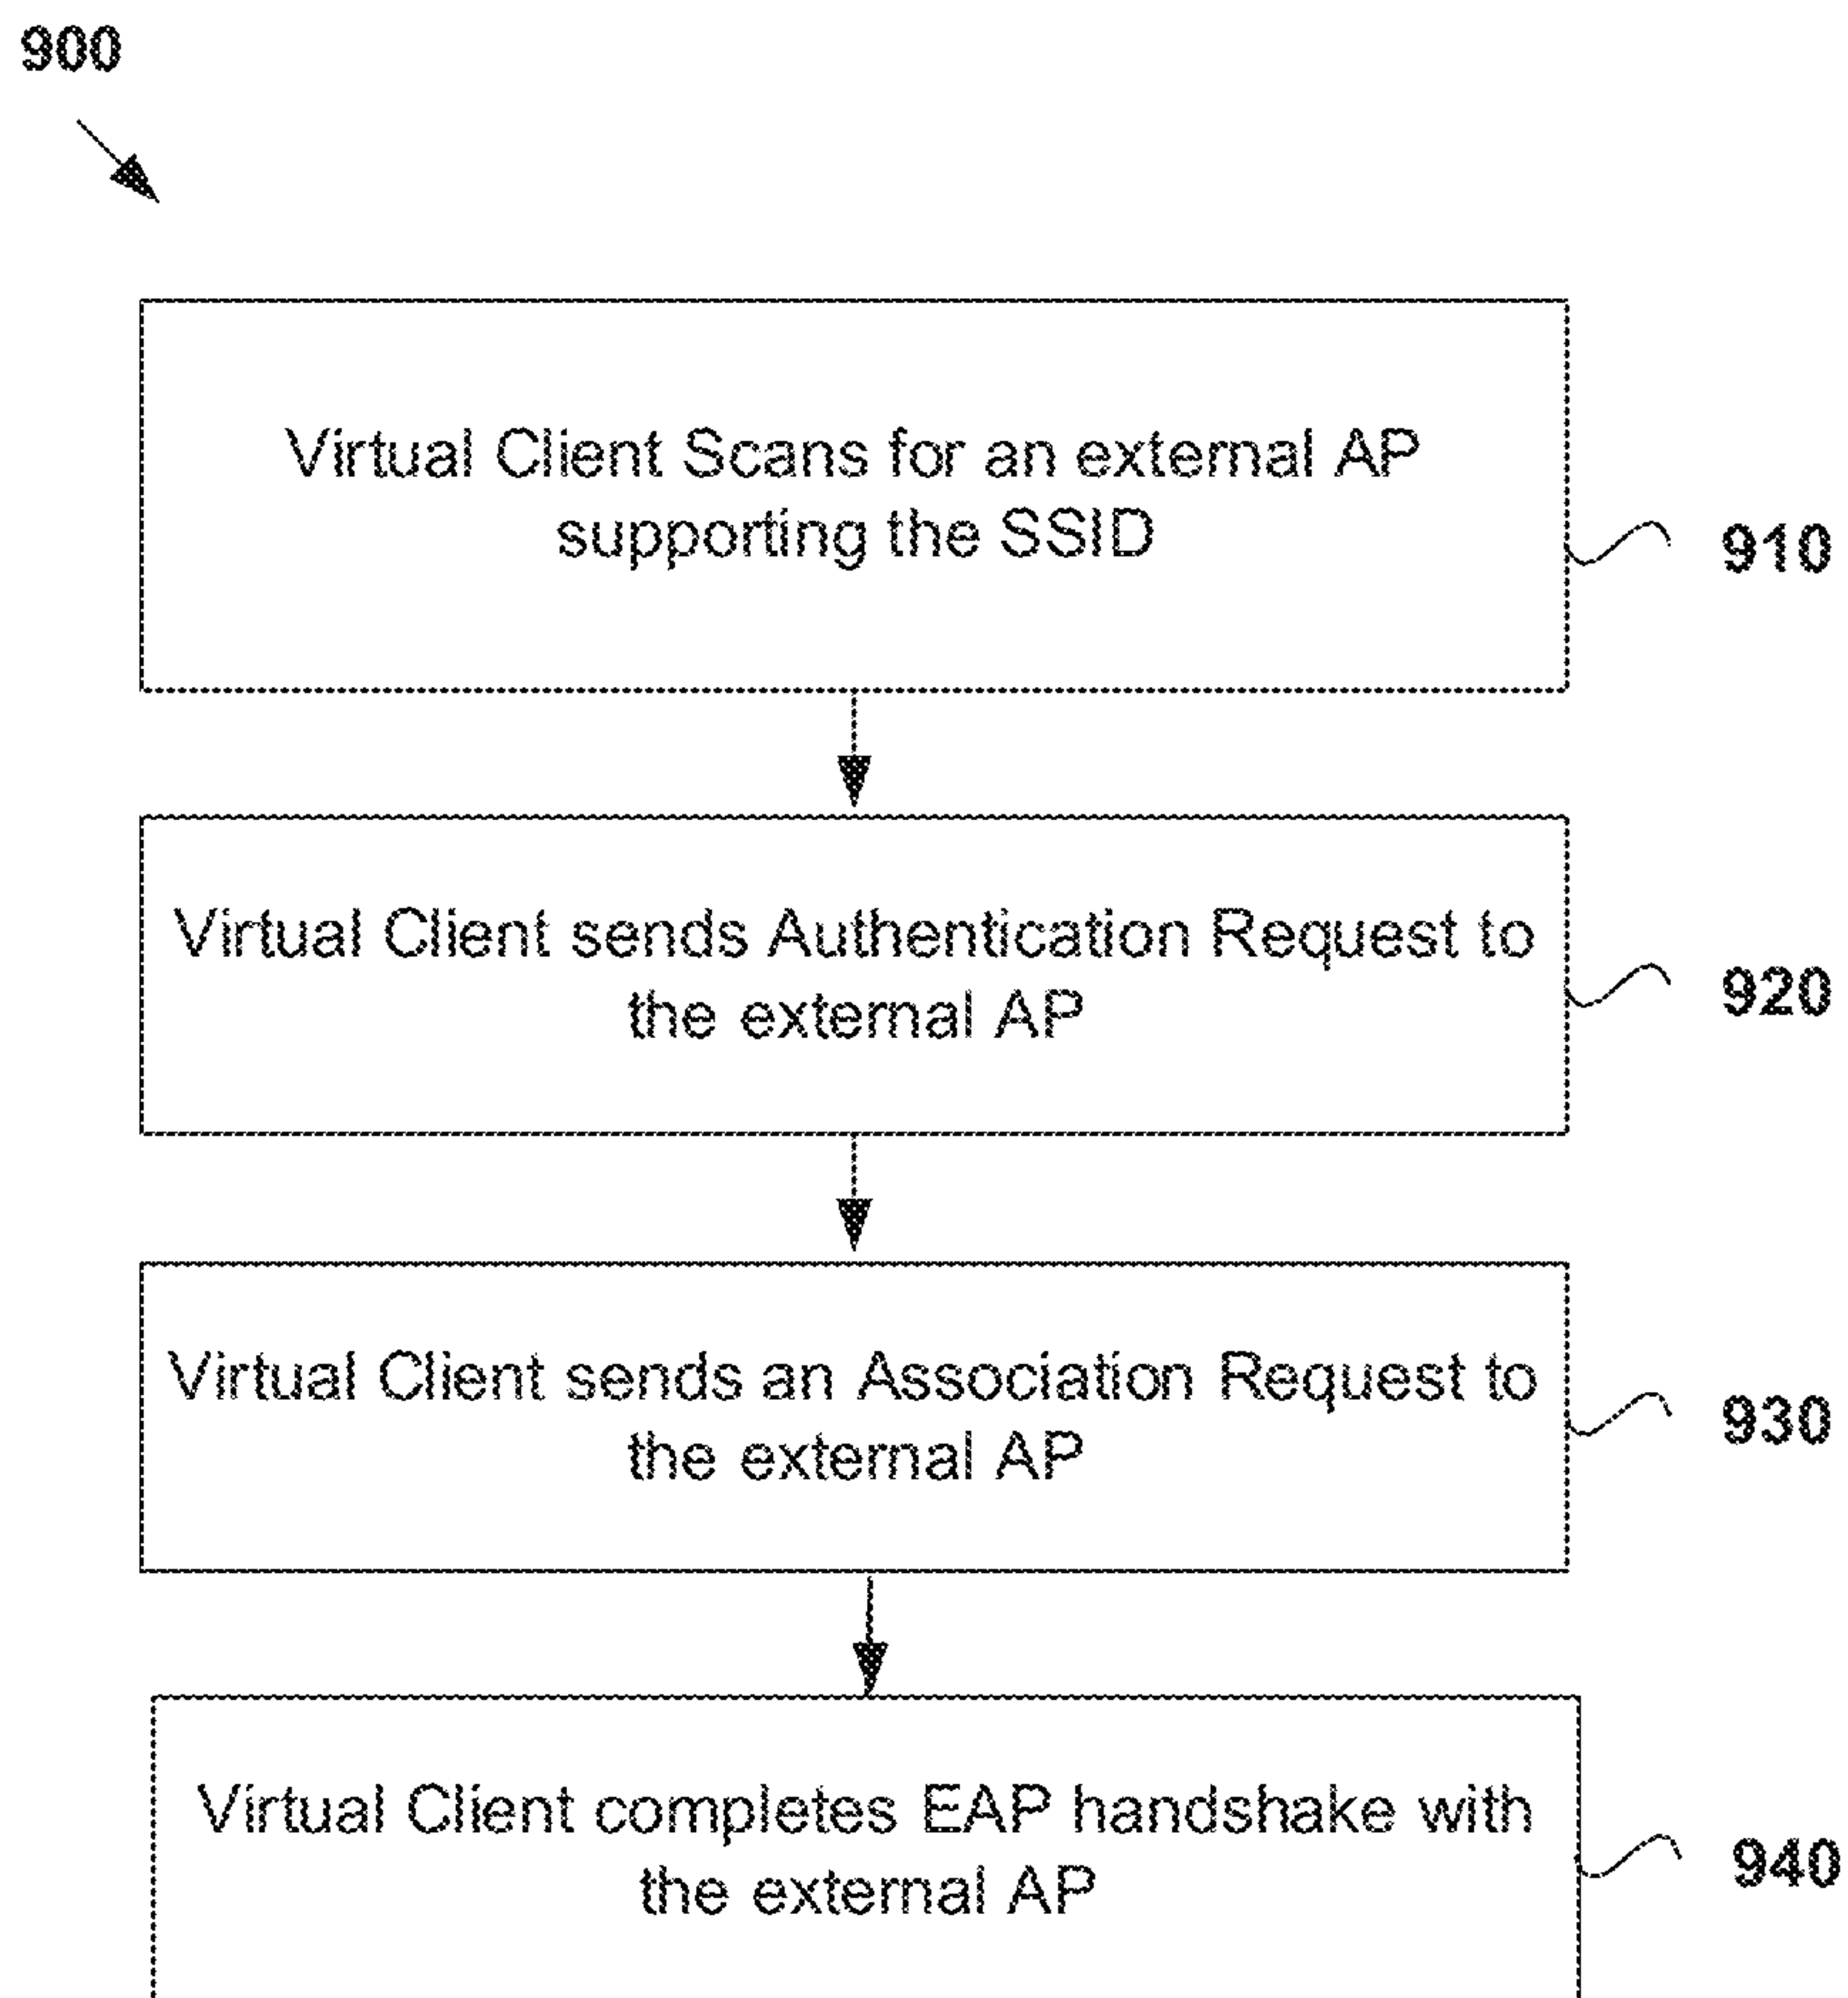 900
Virtual Client Scans for an external AP
supporting the SSID
910
Virtual Client sends Authentication Request to
the external AP
920
Virtual Client sends an Association Request to
the external AP
930
Virtual Client completes EAP handshake with
the external AP
940